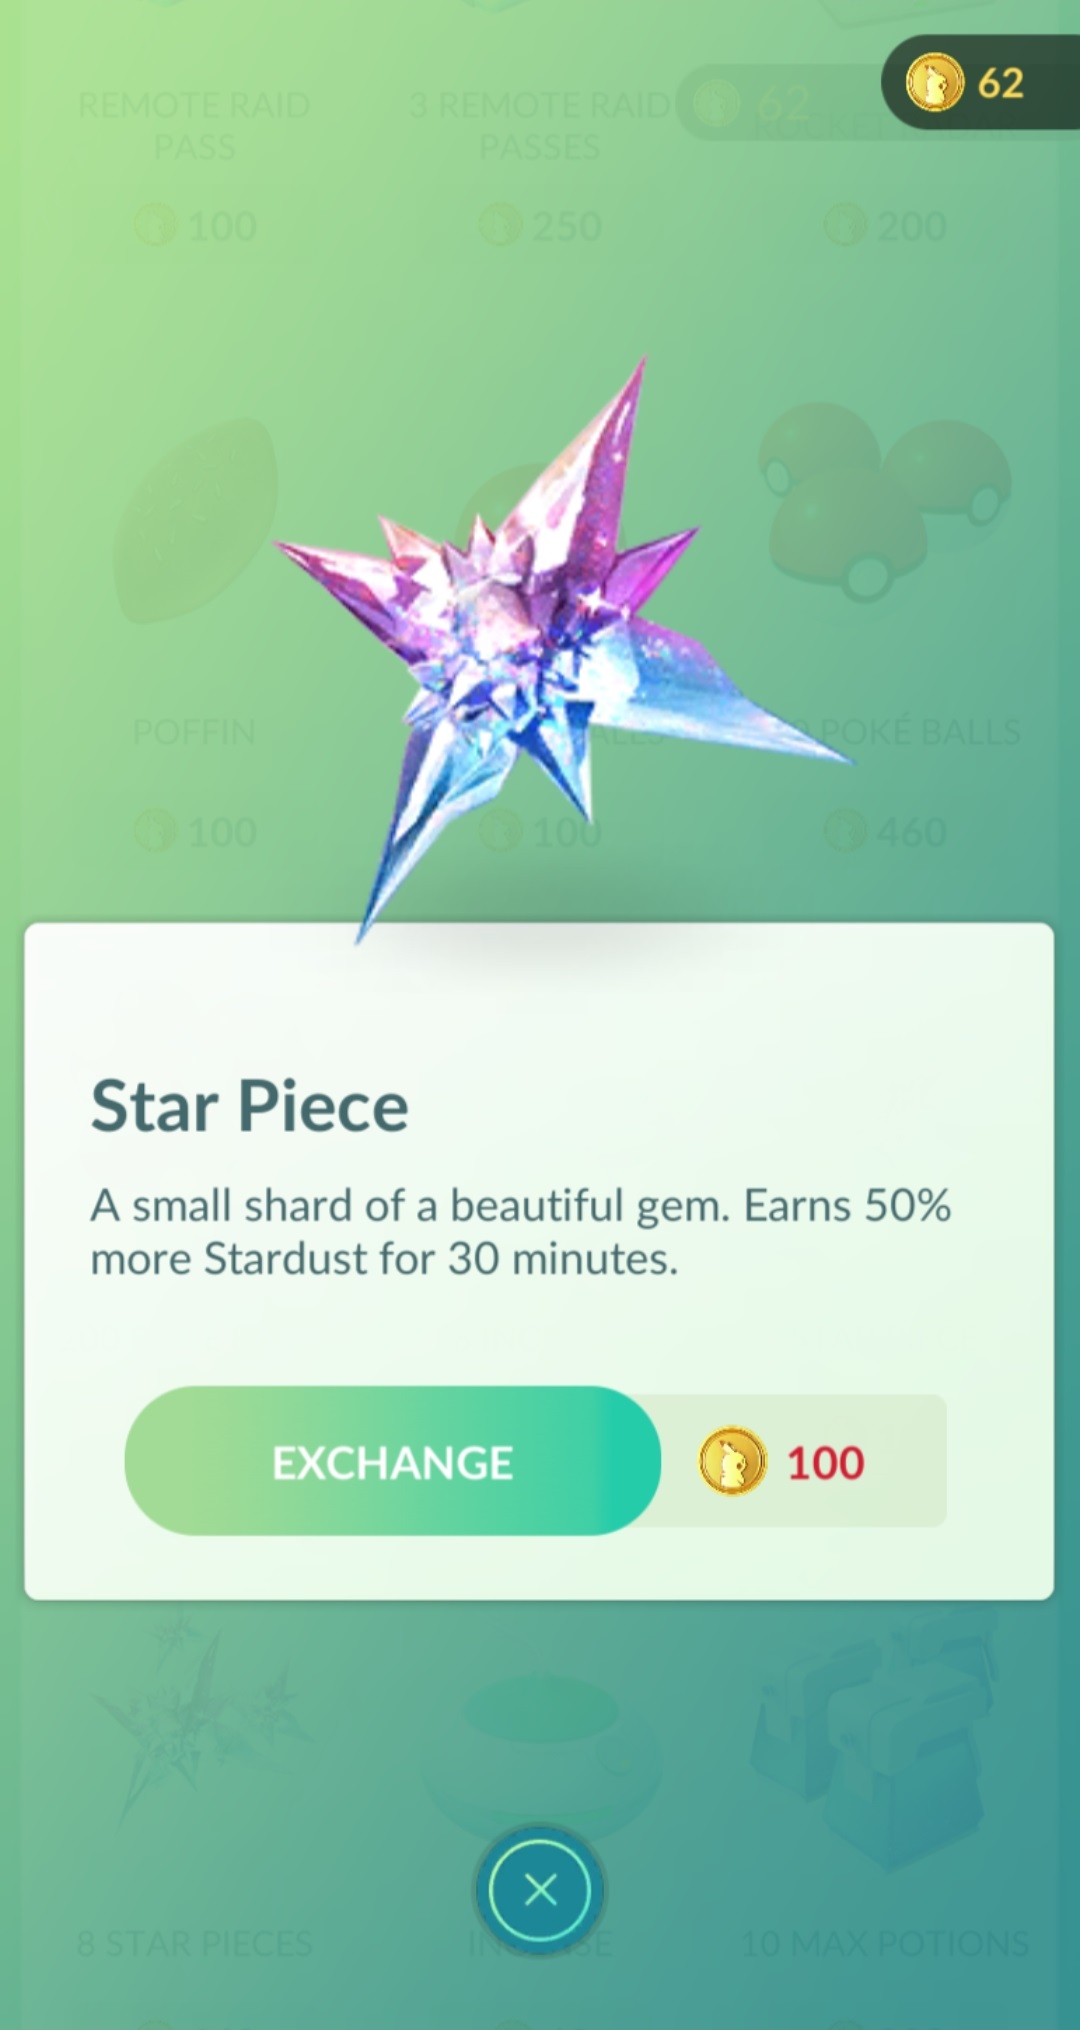 62
REMOTE RAID
PASS
3 REMOTE RAID
PASSES
62
100
250
200
POFFIN
POKÉ BALLS
100
100
460
Star Piece
A small shard of a beautiful gem. Earns 50%
more Stardust for 30 minutes.
EXCHANGE
100
8 STAR PIECES
10 MAX POTIONS